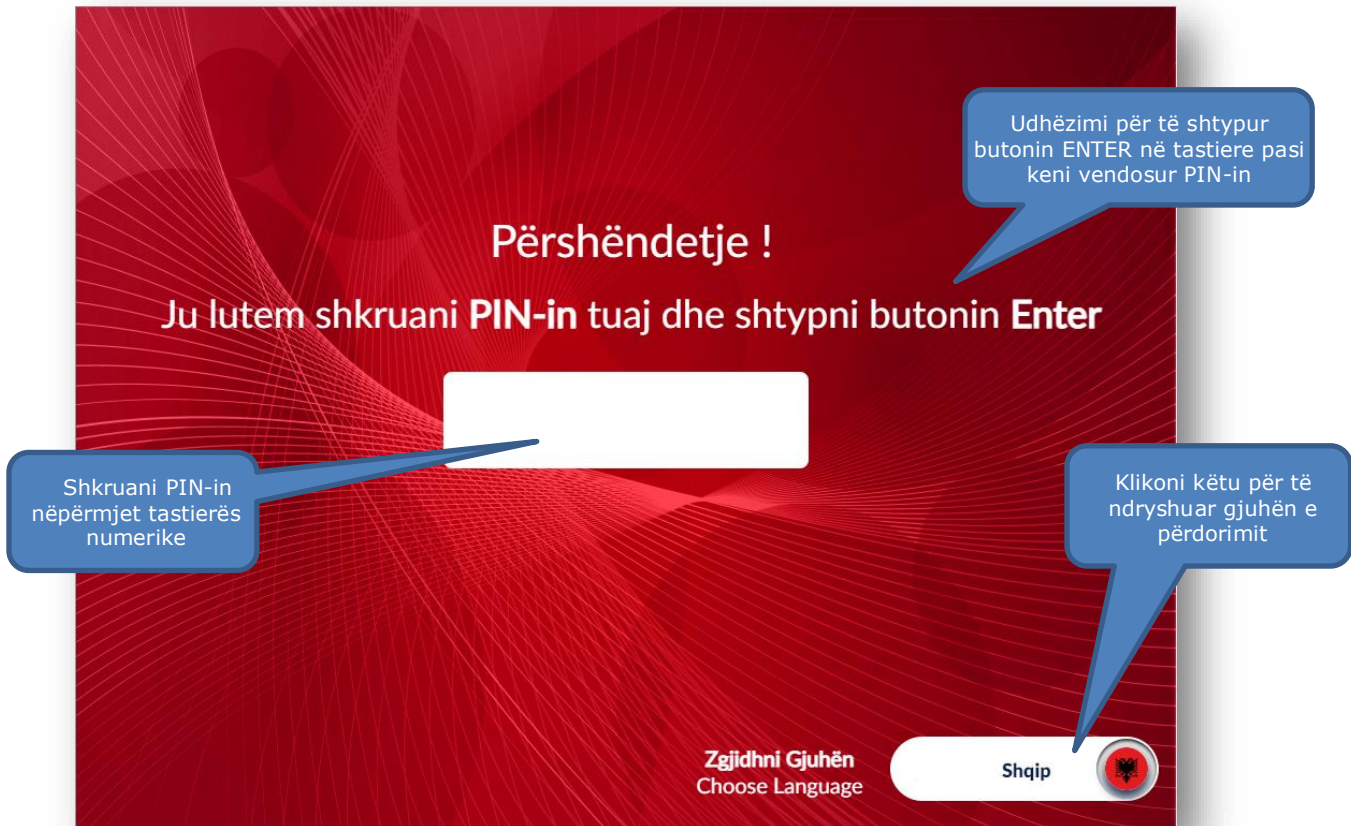 Udhëzimi për të shtypur
butonin ENTER në tastiere pasi
keni vendosur PIN-in
Përshëndetje !
Ju lutem shkruani PIN-in tuaj dhe shtypni butonin Enter
Shkruani PIN-in
nëpërmjet tastierës
numerike
Klikoni këtu për të
ndryshuar gjuhën e
përdorimit
Zgjidhni Gjuhën
Choose Language
Shqip